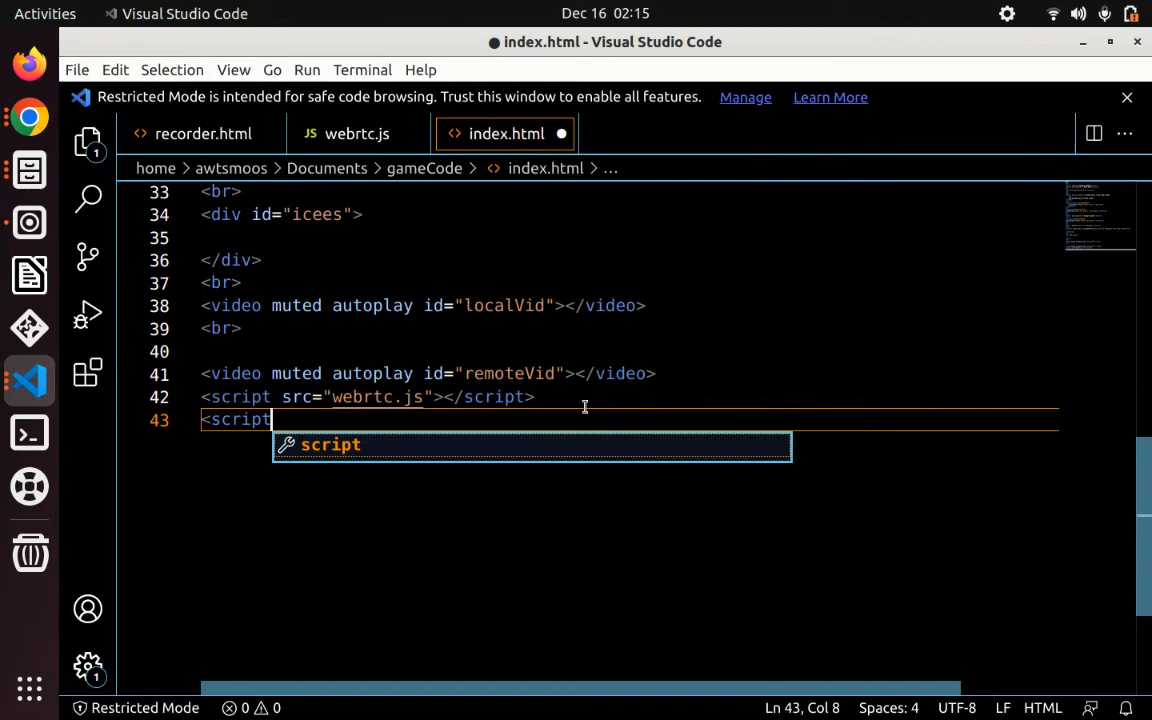 Activities Visual Studio Code Dec 16 02:15
index.html - Visual Studio Code
File Edit Selection View Go Run Terminal Help
Restricted Mode is intended for safe code browsing. Trust this window to enable all features. Manage Learn More
<> recorder.html JS webrtc.js <> index.html
1 home > awtsmoos > Documents > gameCode > <> index.html > ...
33 <br>
34 <div id="icees">
35
36 </div>
37 <br>
38 <video muted autoplay id="localVid"></video>
39 <br>
40
41 <video muted autoplay id="remoteVid"></video>
42 <script src="webrtc.js"></script>
43 <script
script
1
Restricted Mode 0 0 Ln 43, Col 8 Spaces: 4 UTF-8 LF HTML